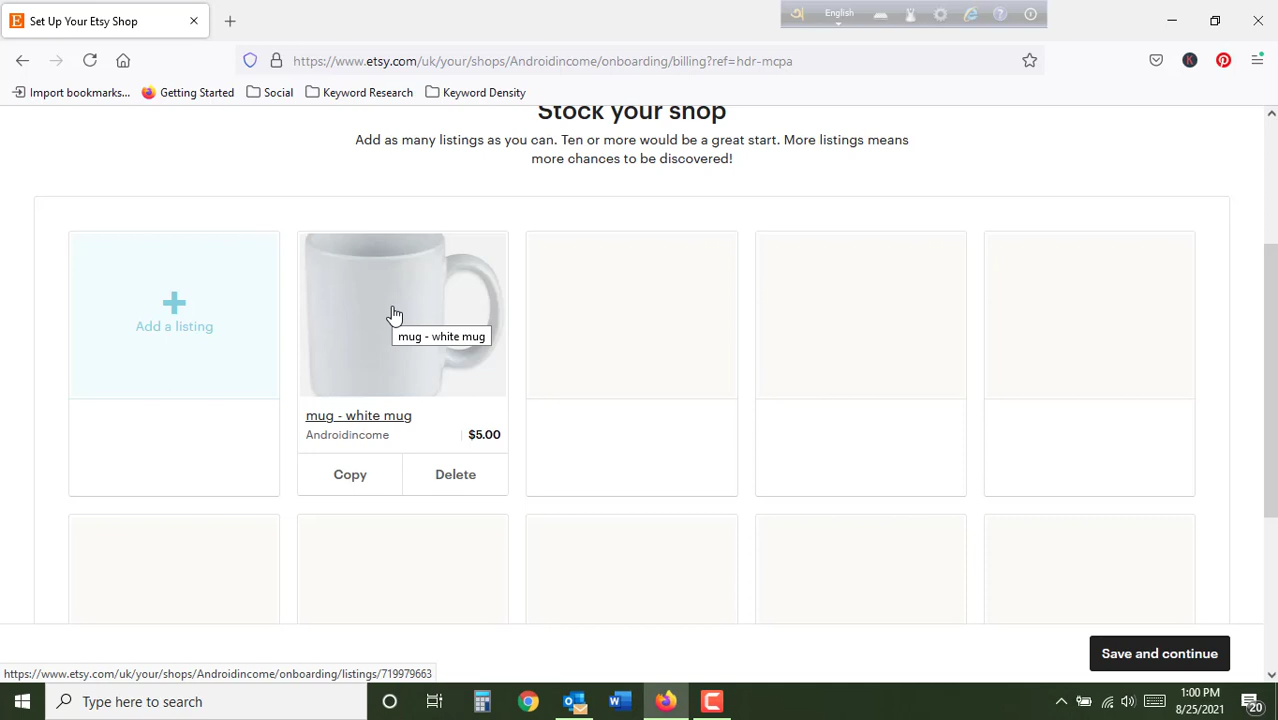 Set Up Your Etsy Shop
English
https://www.etsy.com/uk/your/shops/Androidincome/onboarding/billing?ref=hdr-mcpa
Import bookmarks...
Getting Started
Social
Keyword Research
Keyword Density
Stock your shop
Add as many listings as you can. Ten or more would be a great start. More listings means
more chances to be discovered!
Add a listing
mug - white mug
mug - white mug
Androidincome
$5.00
Copy
Delete
Save and continue
https://www.etsy.com/uk/your/shops/Androidincome/onboarding/listings/719979663
Type here to search
1:00 PM
8/25/2021
20